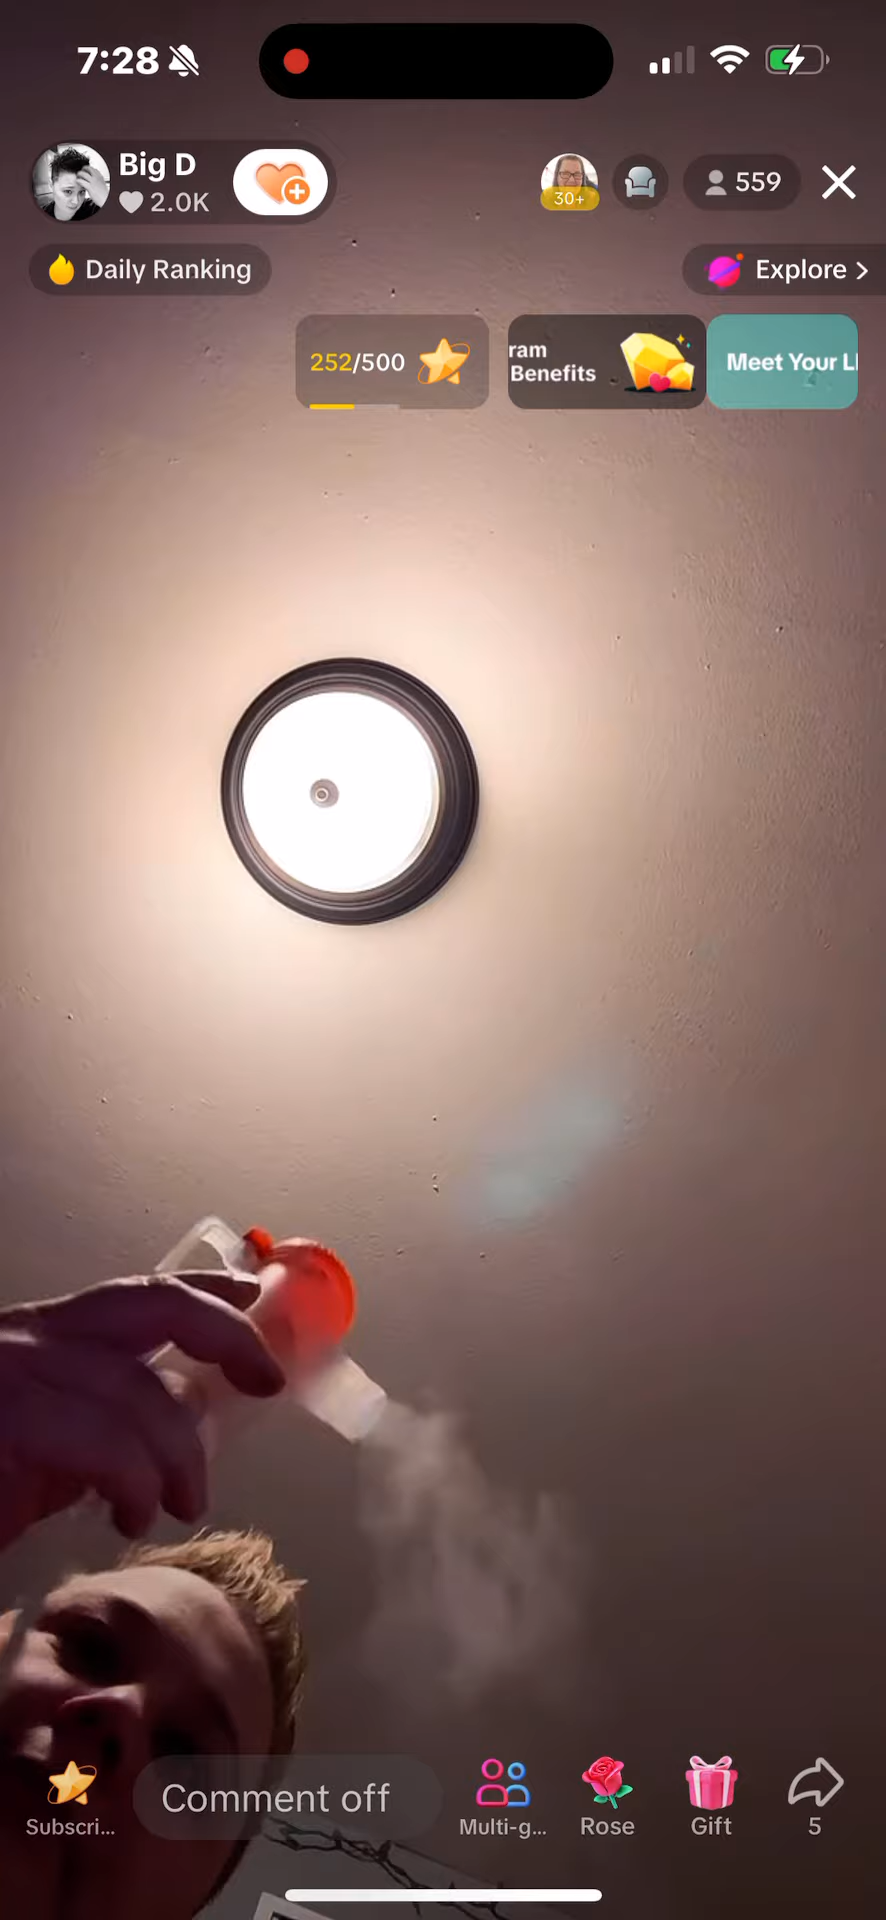 7:28
Big D
2.0K
30+
559
Daily Ranking
Explore >
252/500
ram
Benefits
Meet Your LI
Subscri...
Comment off
Multi-g...
Rose
Gift
5